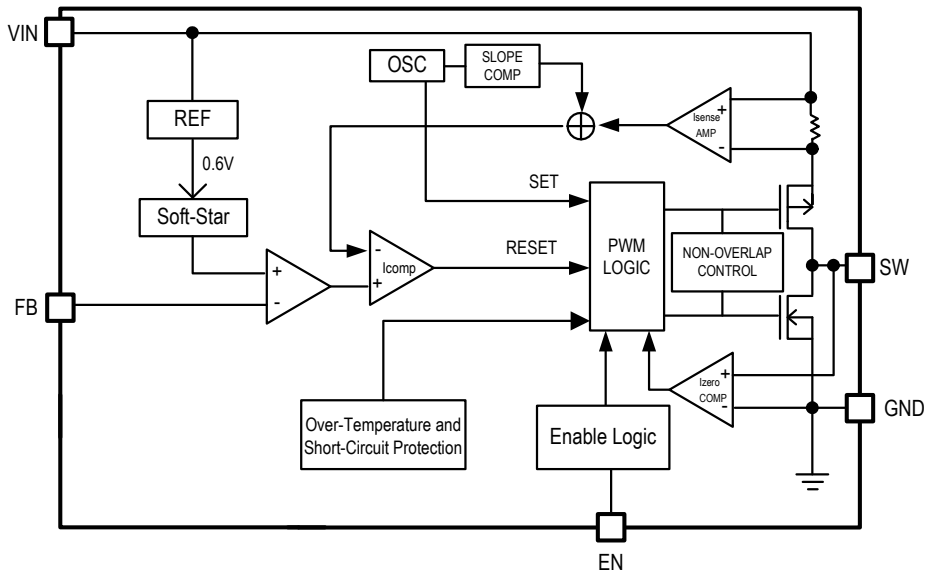 VIN
OSC
SLOPE
COMP
REF
+
Isense
AMP
-
0.6V
SET
Soft-Star
PWM
LOGIC
RESET
-
Icomp
+
NON-OVERLAP
CONTROL
SW
+
-
FB
+
Izero
COMP
-
GND
Over-Temperature and
Short-Circuit Protection
Enable Logic
EN